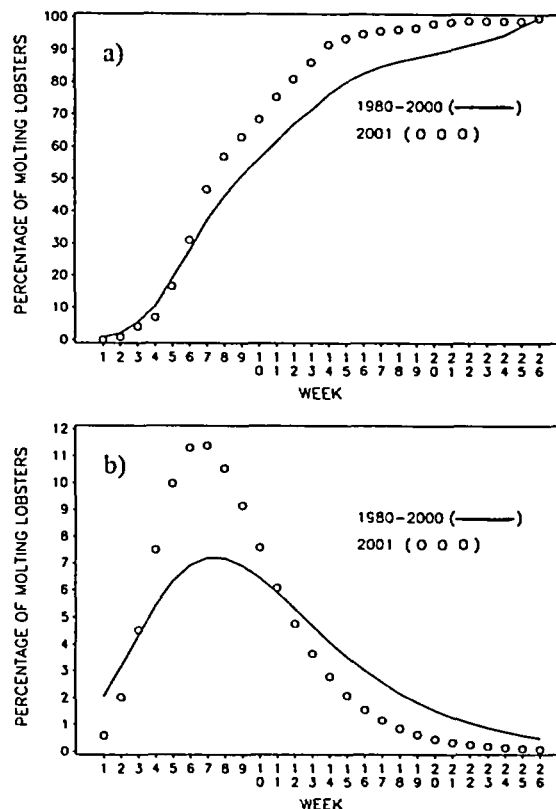 a)
PERCENTAGE OF MOLTING LOBSTERS
100
90
80
70
60
50
40
30
20
10
0
1980-2000 (———)
2001 (O O O)
1 2 3 4 5 6 7 8 9 10 11 12 13 14 15 16 17 18 19 20 21 22 23 24 25 26
WEEK
b)
PERCENTAGE OF MOLTING LOBSTERS
12
11
10
9
8
7
6
5
4
3
2
1
0
1980-2000 (———)
2001 (O O O)
1 2 3 4 5 6 7 8 9 10 11 12 13 14 15 16 17 18 19 20 21 22 23 24 25 26
WEEK